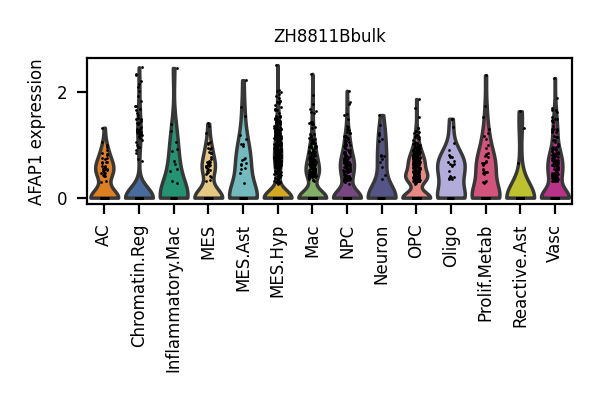 ZH8811Bbulk
AFAP1 expression
2
0
AC
Chromatin.Reg
Inflammatory.Mac
MES
MES.Ast
MES.Hyp
Mac
NPC
Neuron
OPC
Oligo
Prolif.Metab
Reactive.Ast
Vasc